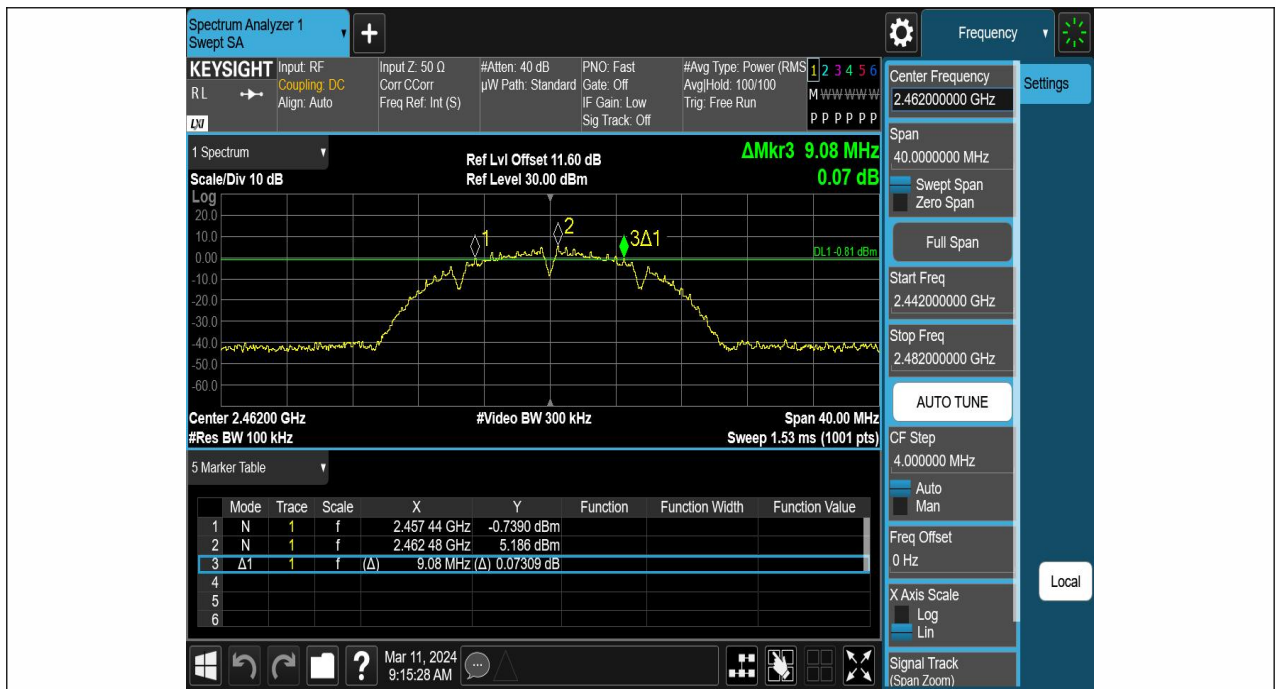 Spectrum Analyzer 1
Swept SA
+
Frequency
KEYSIGHT
RL
LXI
Input: RF
Coupling: DC
Align: Auto
Input Z: 50 Ω
Corr CCorr
Freq Ref: Int (S)
#Atten: 40 dB
µW Path: Standard
PNO: Fast
Gate: Off
IF Gain: Low
Sig Track: Off
#Avg Type: Power (RMS
Avg|Hold: 100/100
Trig: Free Run
1 2 3 4 5 6
M W W W W W
P P P P P P
1 Spectrum
Scale/Div 10 dB
Ref Lvl Offset 11.60 dB
Ref Level 30.00 dBm
ΔMkr3 9.08 MHz
0.07 dB
Log
20.0
10.0
0.00
-10.0
-20.0
-30.0
-40.0
-50.0
-60.0
1
2
3Δ1
DL1 -0.81 dBm
Center 2.46200 GHz
#Video BW 300 kHz
Span 40.00 MHz
#Res BW 100 kHz
Sweep 1.53 ms (1001 pts)
5 Marker Table
Mode Trace Scale X Y Function Function Width Function Value
1 N 1 f 2.457 44 GHz -0.7390 dBm
2 N 1 f 2.462 48 GHz 5.186 dBm
3 Δ1 1 f (Δ) 9.08 MHz (Δ) 0.07309 dB
4
5
6
Mar 11, 2024
9:15:28 AM
?
Center Frequency
2.462000000 GHz
Settings
Span
40.0000000 MHz
Swept Span
Zero Span
Full Span
Start Freq
2.442000000 GHz
Stop Freq
2.482000000 GHz
AUTO TUNE
CF Step
4.000000 MHz
Auto
Man
Freq Offset
0 Hz
X Axis Scale
Log
Lin
Local
Signal Track
(Span Zoom)